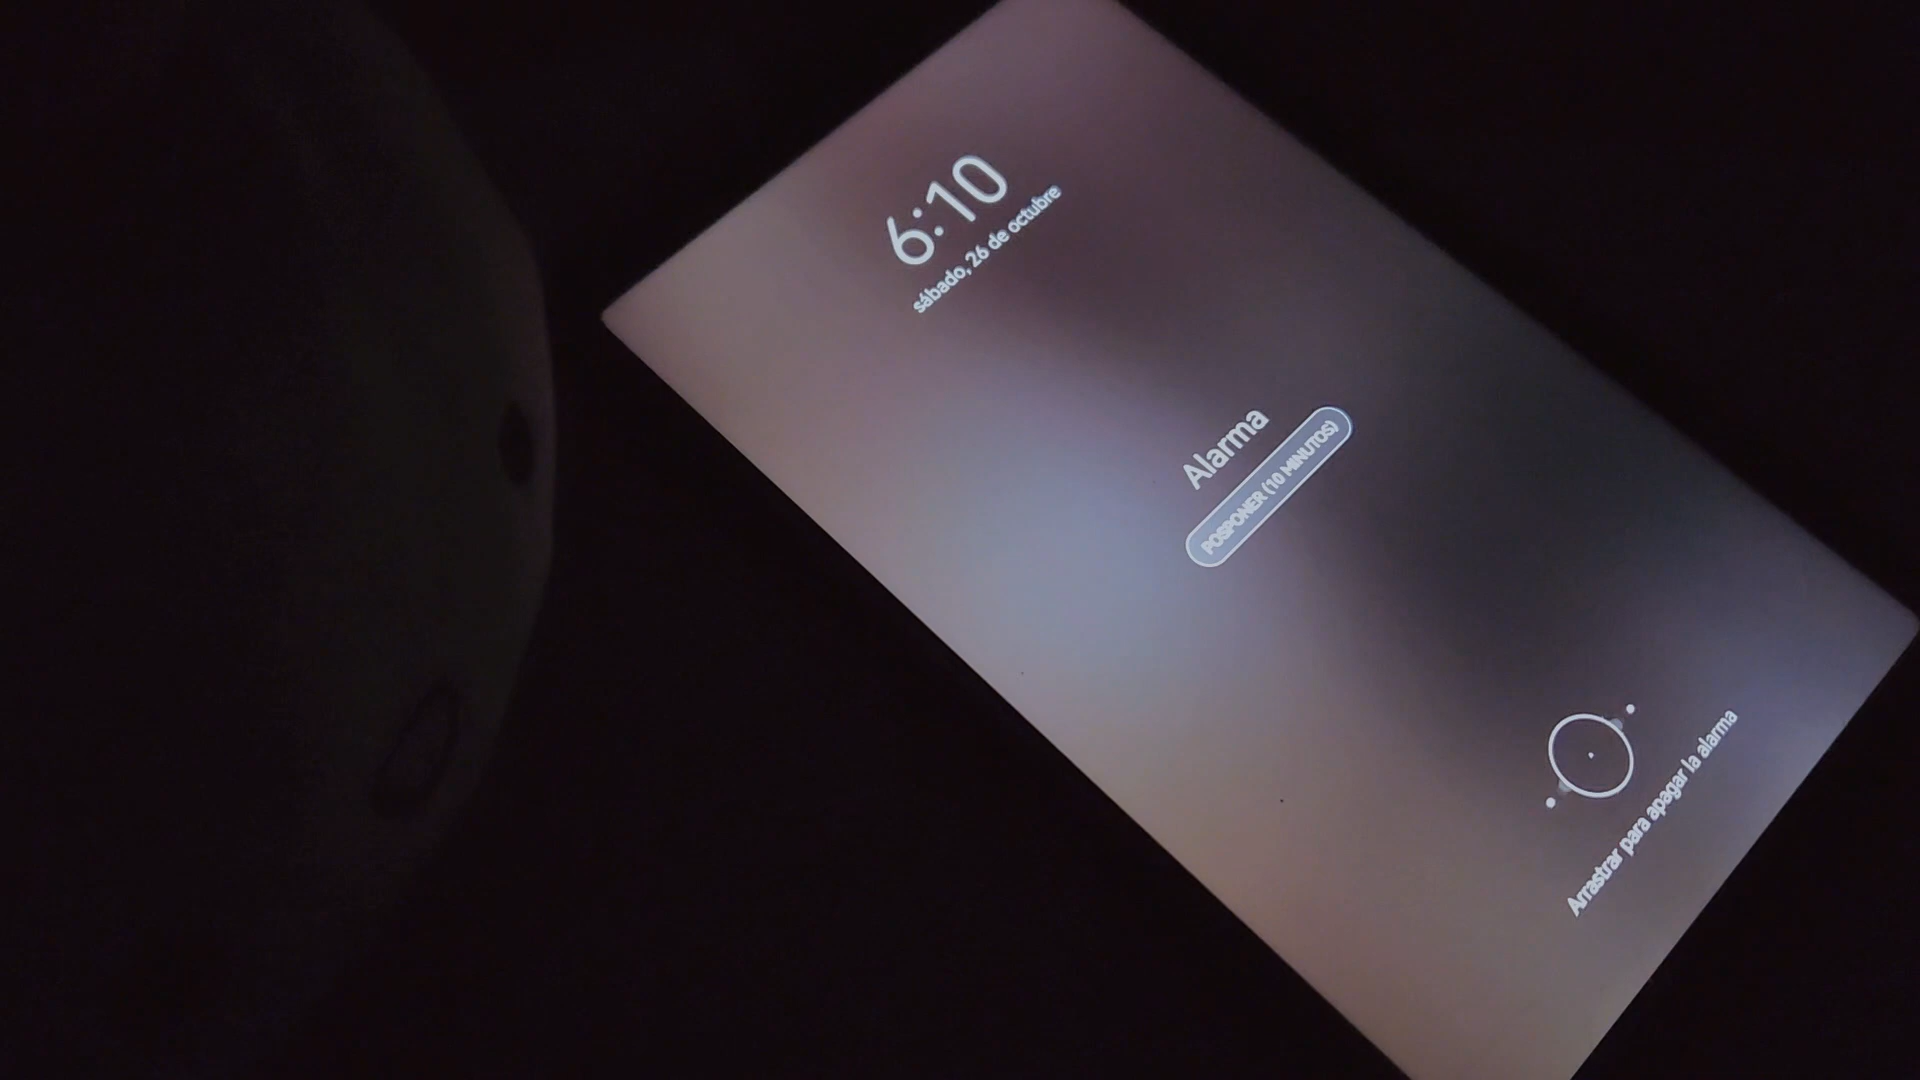 6:10
sábado, 26 de octubre
Alarma
POSPONER (10 MINUTOS)
Arrastrar para apagar la alarma